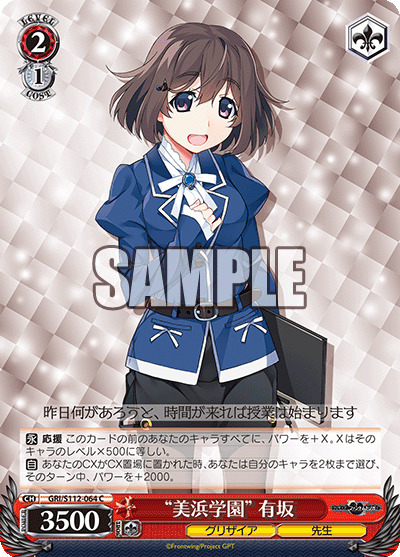 LEVEL
2
1
COST
SAMPLE
昨日何があろうと、時間が来れば授業は始まります
永 応援 このカードの前のあなたのキャラすべてに、パワーを＋X。Xはそ
のキャラのレベル×500に等しい。
自 あなたのCXがCX置場に置かれた時、あなたは自分のキャラを2枚まで選び、
そのターン中、パワーを＋2000。
CH GRI/S112-064 C
3500
“美浜学園” 有坂
グリザイア
先生
©Frontwing/Project GPT